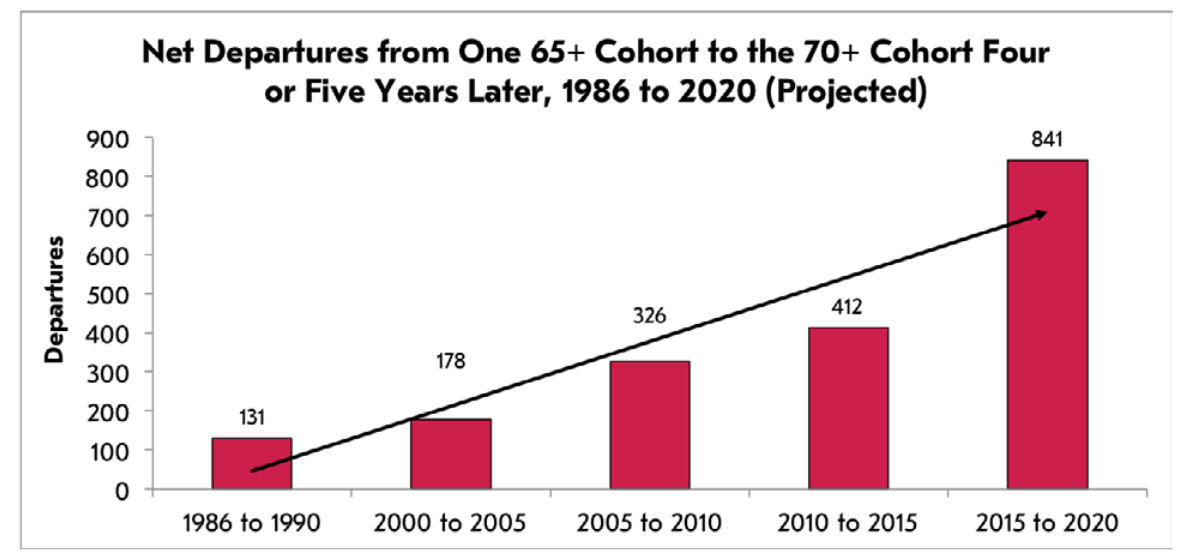 Net Departures from One 65+ Cohort to the 70+ Cohort Four
or Five Years Later, 1986 to 2020 (Projected)
900
800
700
600
500
400
300
200
100
0
Departures
131
178
326
412
841
1986 to 1990
2000 to 2005
2005 to 2010
2010 to 2015
2015 to 2020